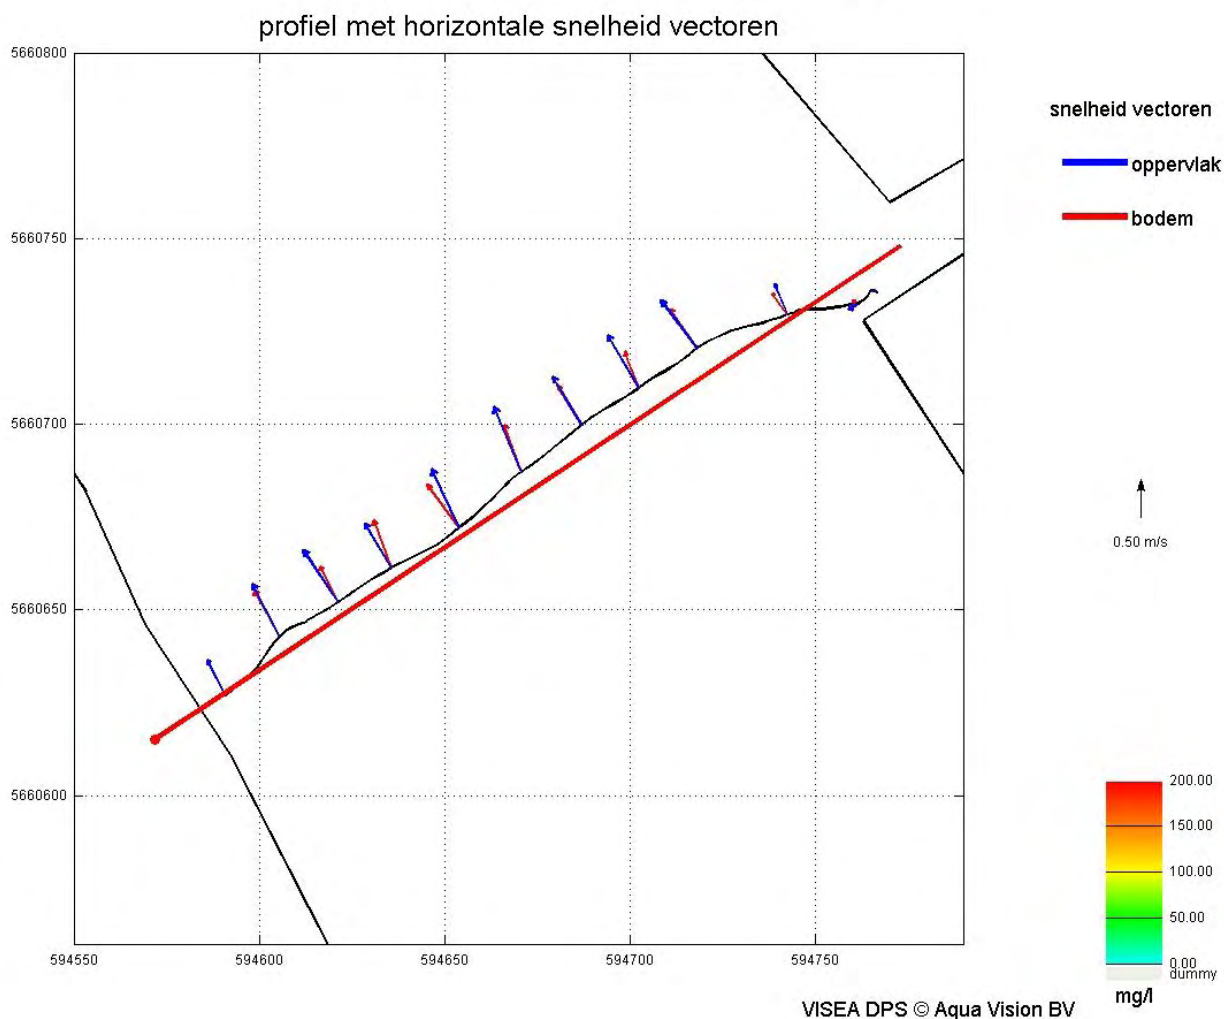 profiel met horizontale snelheid vectoren
5660800
5660750
5660700
5660650
5660600
594550
594600
594650
594700
594750
snelheid vectoren
oppervlak
bodem
0.50 m/s
200.00
150.00
100.00
50.00
0.00
dummy
mg/l
VISEA DPS © Aqua Vision BV